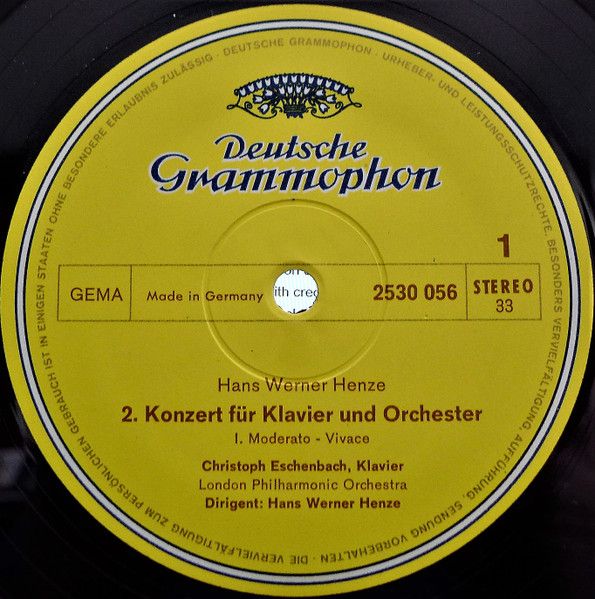 DEUTSCHE GRAMMOPHON · URHEBER- UND LEISTUNGSSCHUTZRECHTE, BESONDERS VERVIELFÄLTIGUNG, AUFFÜHRUNG, SENDUNG VORBEHALTEN · DIE VERVIELFÄLTIGUNG ZUM PERSÖNLICHEN GEBRAUCH IST IN EINIGEN STAATEN OHNE BESONDERE ERLAUBNIS ZULÄSSIG ·
Deutsche
Grammophon
1
GEMA
Made in Germany
ith
2530 056
STEREO
33
Hans Werner Henze
2. Konzert für Klavier und Orchester
I. Moderato - Vivace
Christoph Eschenbach, Klavier
London Philharmonic Orchestra
Dirigent: Hans Werner Henze